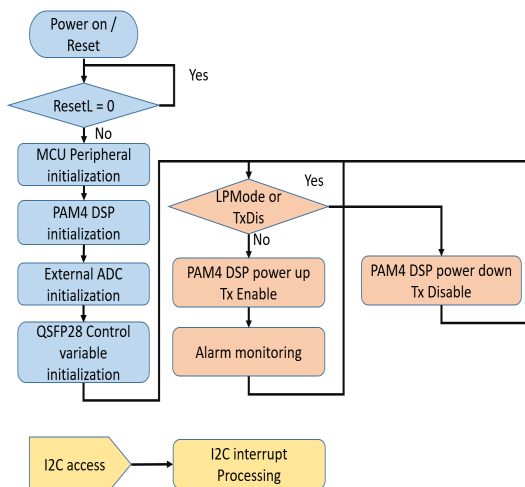 Power on /
Reset
Yes
ResetL = 0
No
MCU Peripheral
initialization
PAM4 DSP
initialization
External ADC
initialization
QSFP28 Control
variable
initialization
LPMode or
TxDis
Yes
No
PAM4 DSP power up
Tx Enable
Alarm monitoring
PAM4 DSP power down
Tx Disable
I2C access
I2C interrupt
Processing